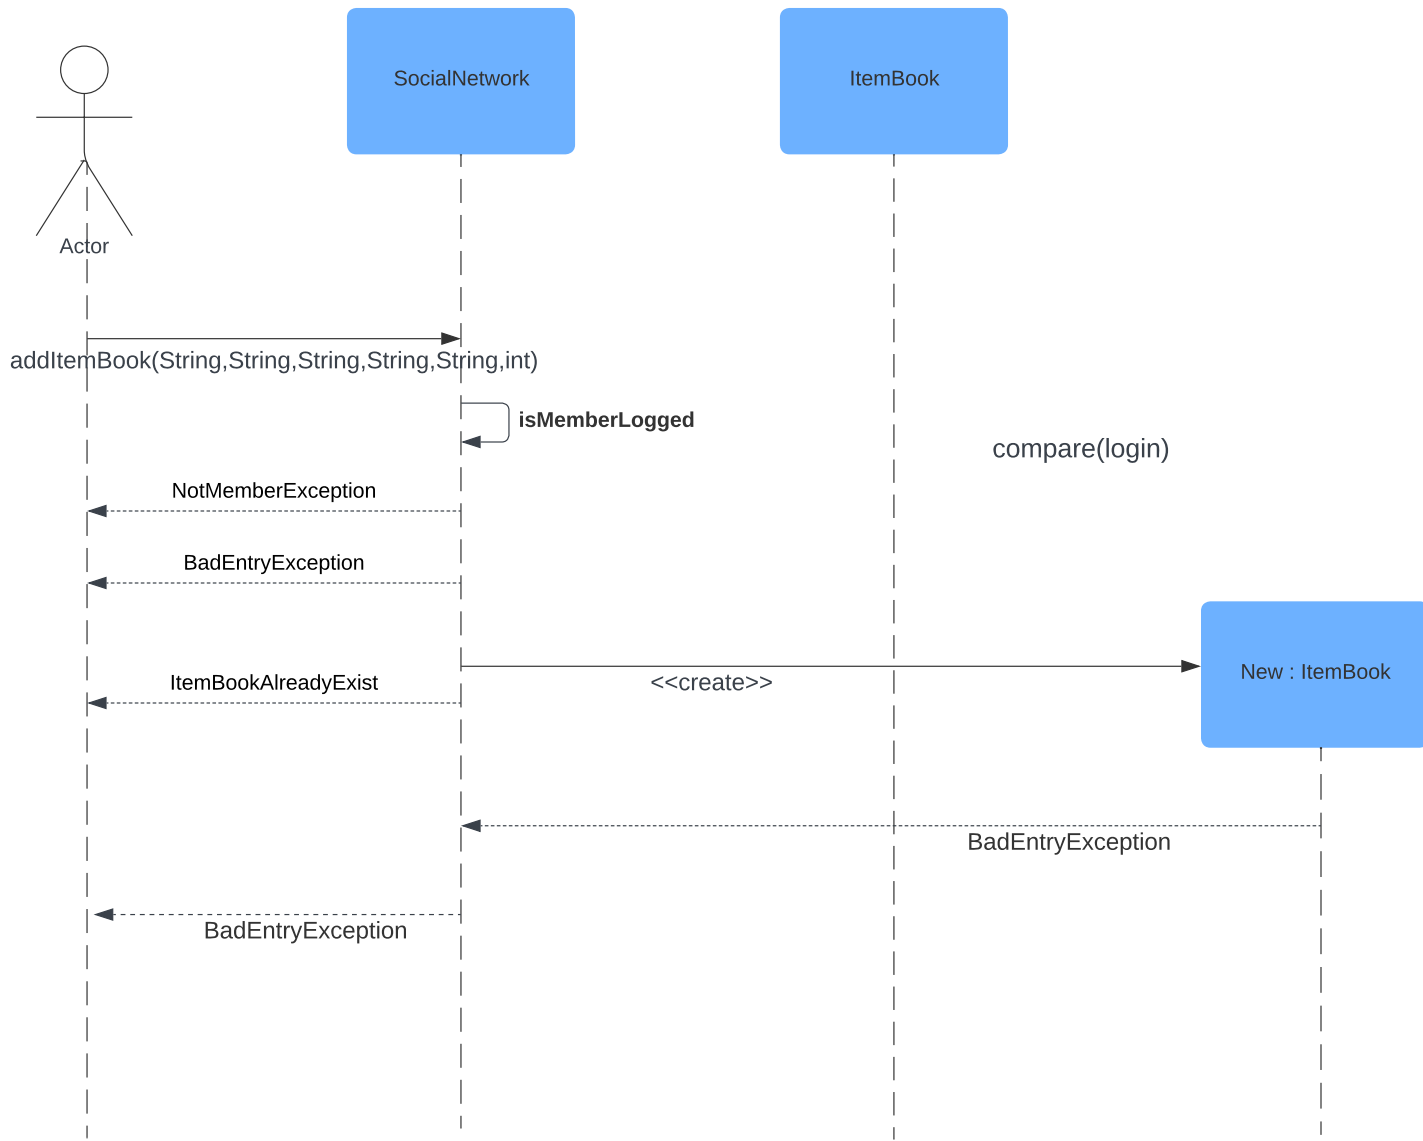 SocialNetwork
ItemBook
Actor
addItemBook(String,String,String,String,String,int)
isMemberLogged
compare(login)
NotMemberException
BadEntryException
New : ItemBook
<<create>>
ItemBookAlreadyExist
BadEntryException
BadEntryException